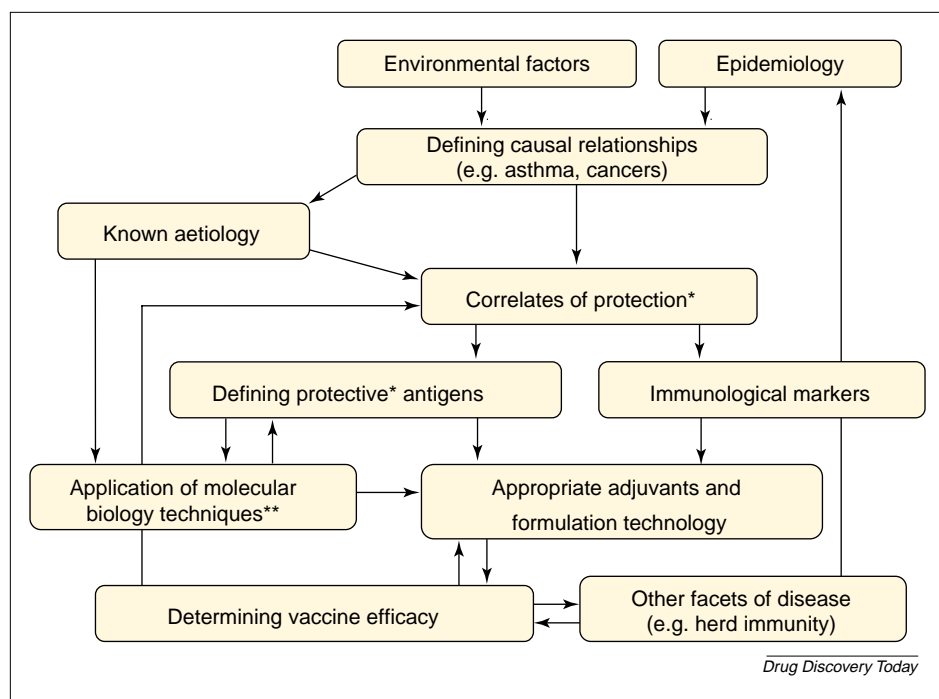 Environmental factors
Epidemiology
Defining causal relationships
(e.g. asthma, cancers)
Known aetiology
Correlates of protection*
Defining protective* antigens
Immunological markers
Application of molecular
biology techniques**
Appropriate adjuvants and
formulation technology
Determining vaccine efficacy
Other facets of disease
(e.g. herd immunity)
Drug Discovery Today